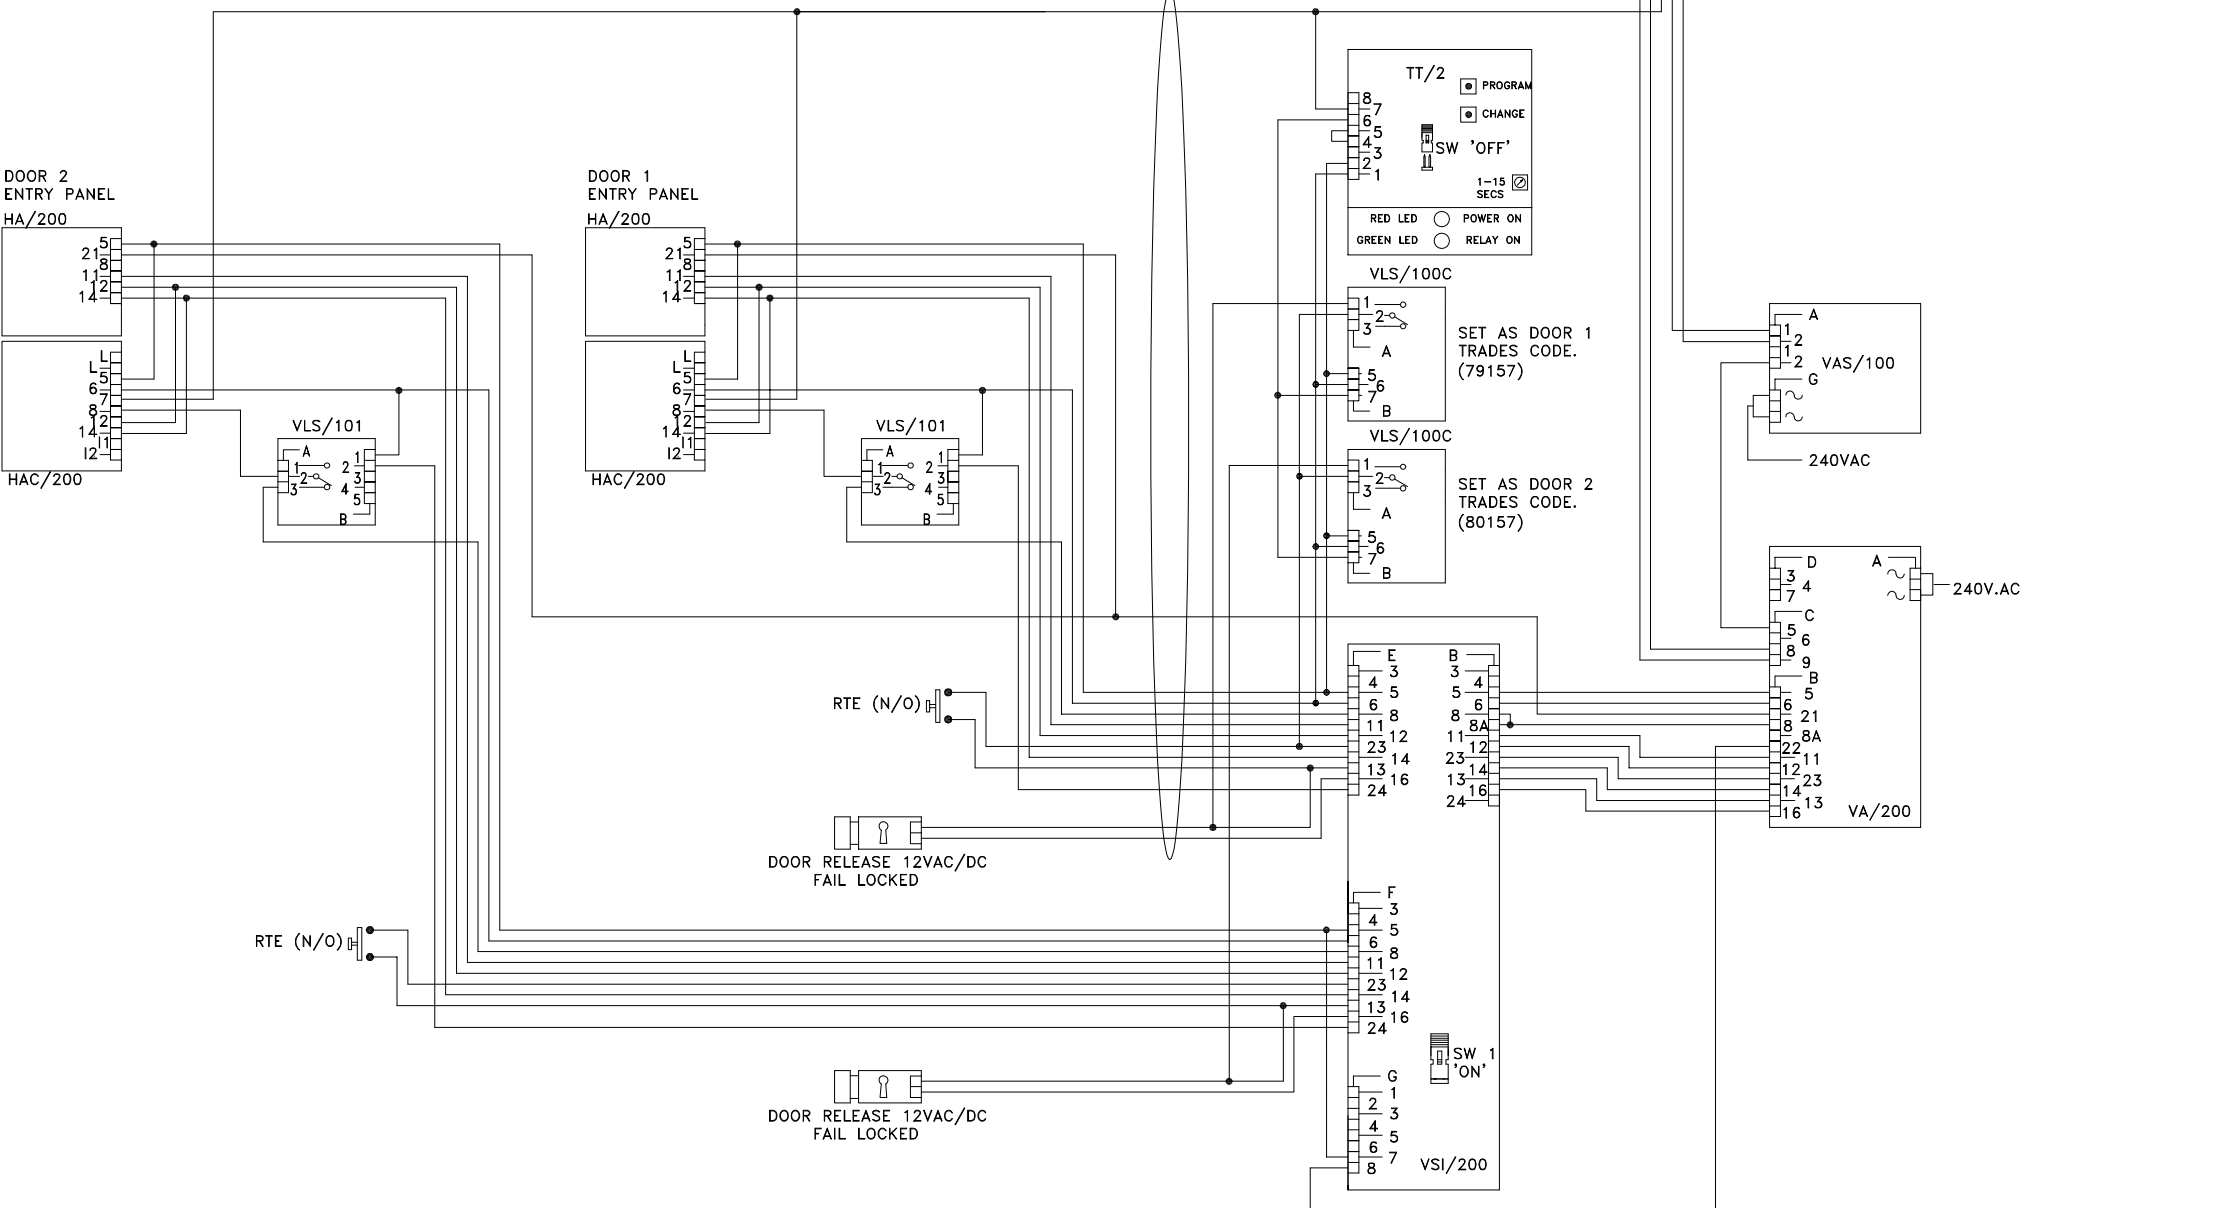 DOOR 2
ENTRY PANEL
HA/200
5
21
8
11
12
14
L
L
5
6
7
8
12
14
I1
I2
HAC/200
VLS/101
A
1
2
3
1
2
3
4
5
B
DOOR 1
ENTRY PANEL
HA/200
5
21
8
11
12
14
L
L
5
6
7
8
12
14
I1
I2
HAC/200
VLS/101
A
1
2
3
1
2
3
4
5
B
TT/2
PROGRAM
CHANGE
8
7
6
5
4
3
2
1
SW 'OFF'
1-15
SECS
RED LED POWER ON
GREEN LED RELAY ON
VLS/100C
1
2
3
A
5
6
7
B
SET AS DOOR 1
TRADES CODE.
(79157)
VLS/100C
1
2
3
A
5
6
7
B
SET AS DOOR 2
TRADES CODE.
(80157)
A
1
2
1
2
G
VAS/100
240VAC
D
3
4
7
C
5
6
8
9
B
5
6
21
8
8A
22
11
12
23
14
13
16
A
240V.AC
VA/200
RTE (N/O)
DOOR RELEASE 12VAC/DC
FAIL LOCKED
E
3
4
5
6
8
11
12
23
14
13
16
24
B
3
4
5
6
8
8A
11
12
23
14
13
16
24
RTE (N/O)
F
3
4
5
6
8
11
12
23
14
13
16
24
SW 1
'ON'
DOOR RELEASE 12VAC/DC
FAIL LOCKED
G
1
2
3
4
5
6
7
8
VSI/200